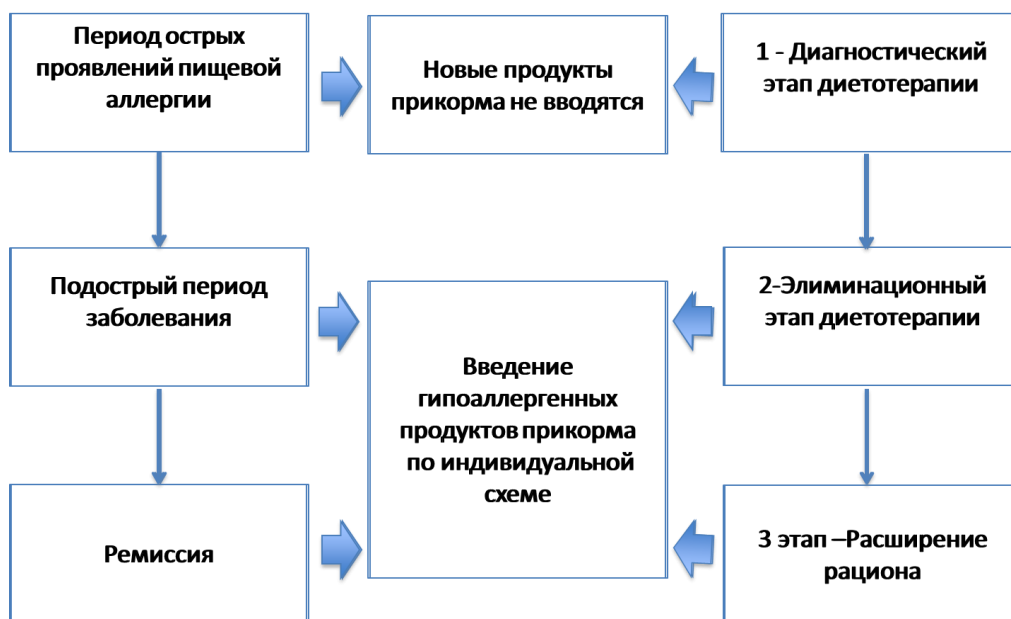 Период острых
проявлений пищевой
аллергии
Новые продукты
прикорма не вводятся
1 - Диагностический
этап диетотерапии
Подострый период
заболевания
Введение
гипоаллергенных
продуктов прикорма
по индивидуальной
схеме
2-Элиминационный
этап диетотерапии
Ремиссия
3 этап –Расширение
рациона